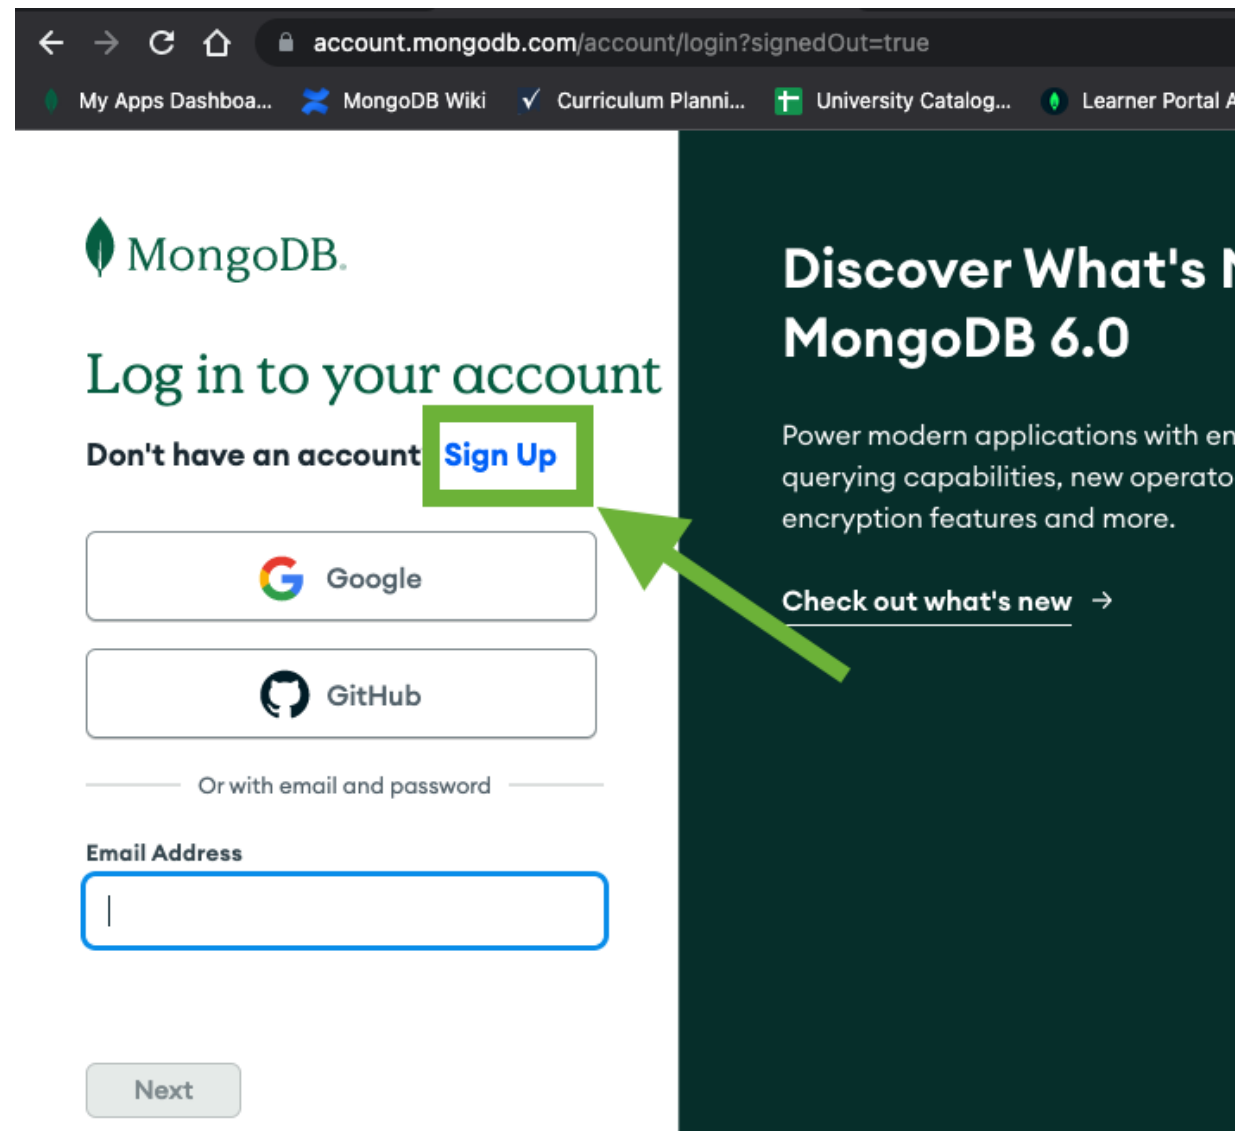 account.mongodb.com/account/login?signedOut=true
My Apps Dashboa... MongoDB Wiki Curriculum Planni... University Catalog... Learner Portal A
MongoDB.
Log in to your account
Don't have an account Sign Up
Google
GitHub
Or with email and password
Email Address
Next
Discover What's N
MongoDB 6.0
Power modern applications with en
querying capabilities, new operato
encryption features and more.
Check out what's new →